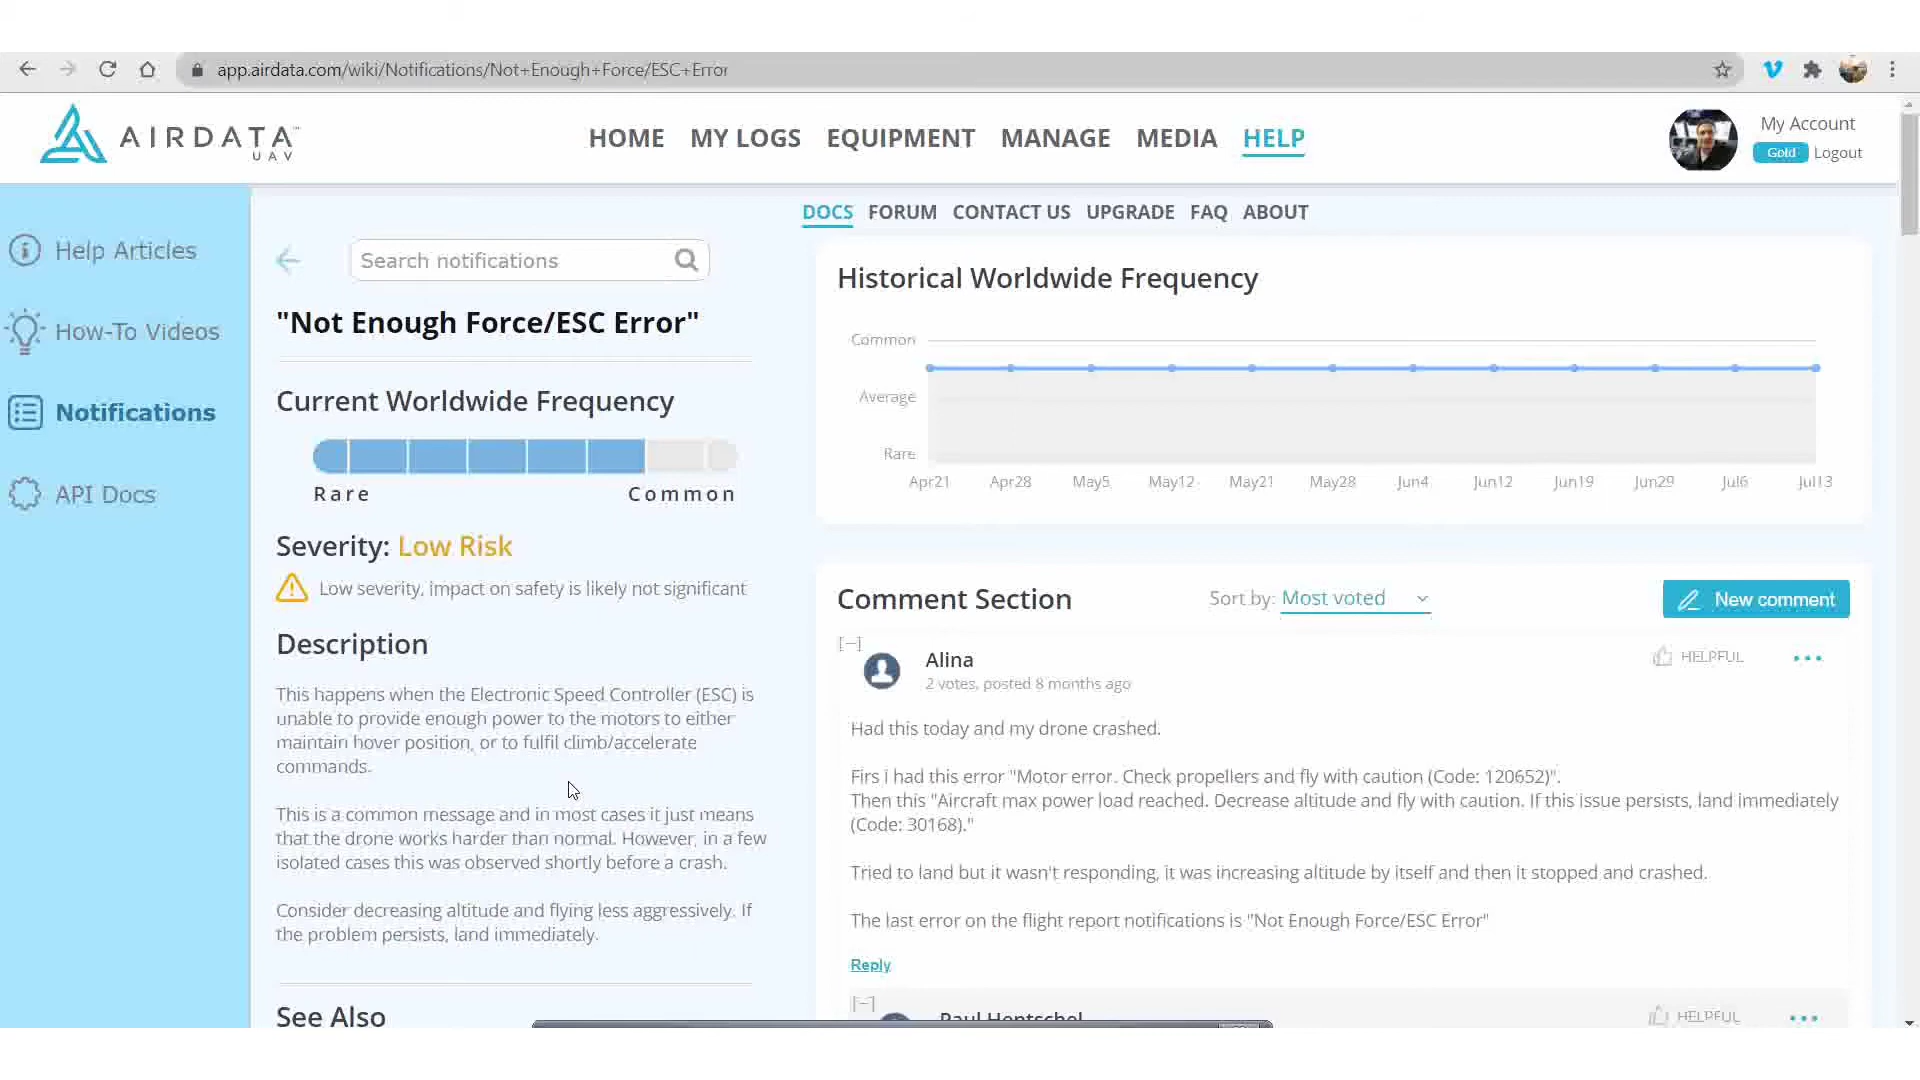 app.airdata.com/wiki/Notifications/Not+Enough+Force/ESC+Error
AIRDATA™
UAV
HOME MY LOGS EQUIPMENT MANAGE MEDIA HELP
My Account
Gold Logout
Help Articles
How-To Videos
Notifications
API Docs
DOCS FORUM CONTACT US UPGRADE FAQ ABOUT
Search notifications
"Not Enough Force/ESC Error"
Current Worldwide Frequency
Rare Common
Severity: Low Risk
Low severity, impact on safety is likely not significant
Description
This happens when the Electronic Speed Controller (ESC) is
unable to provide enough power to the motors to either
maintain hover position, or to fulfil climb/accelerate
commands.
This is a common message and in most cases it just means
that the drone works harder than normal. However, in a few
isolated cases this was observed shortly before a crash.
Consider decreasing altitude and flying less aggressively. If
the problem persists, land immediately.
See Also
Historical Worldwide Frequency
Common
Average
Rare
Apr21 Apr28 May5 May12 May21 May28 Jun4 Jun12 Jun19 Jun29 Jul6 Jul13
Comment Section
Sort by: Most voted
New comment
[−]
Alina
2 votes, posted 8 months ago
HELPFUL
Had this today and my drone crashed.
Firs i had this error "Motor error. Check propellers and fly with caution (Code: 120652)".
Then this "Aircraft max power load reached. Decrease altitude and fly with caution. If this issue persists, land immediately
(Code: 30168)."
Tried to land but it wasn't responding, it was increasing altitude by itself and then it stopped and crashed.
The last error on the flight report notifications is "Not Enough Force/ESC Error"
Reply
[−]
Paul Hentschel
HELPFUL